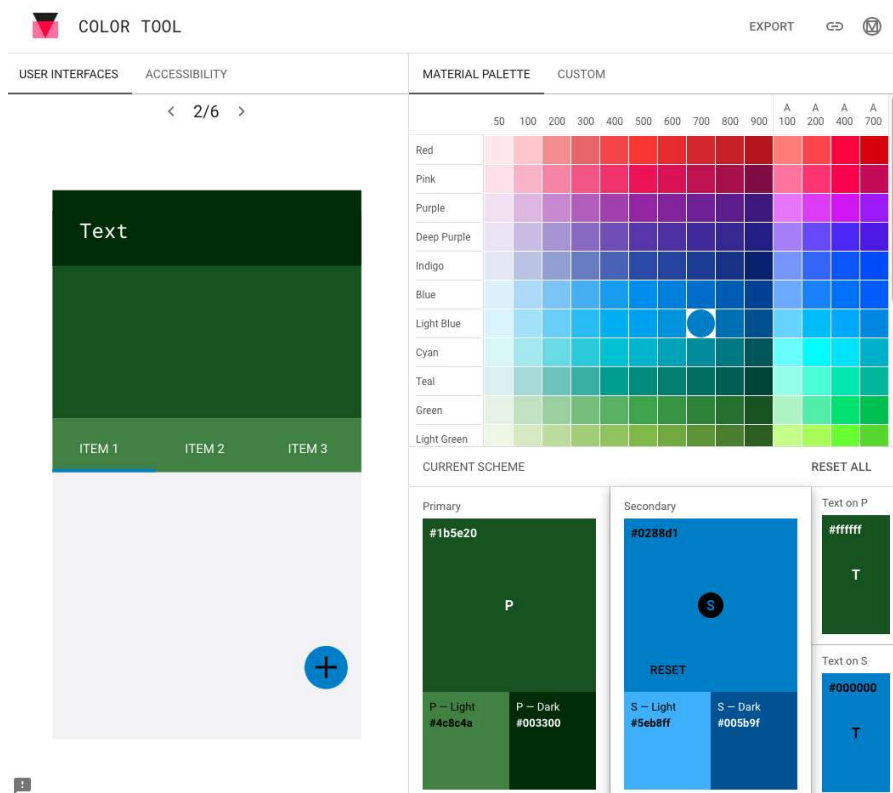 COLOR TOOL
EXPORT
USER INTERFACES ACCESSIBILITY
2/6
Text
ITEM 1 ITEM 2 ITEM 3
MATERIAL PALETTE CUSTOM
50 100 200 300 400 500 600 700 800 900 A 100 A 200 A 400 A 700
Red
Pink
Purple
Deep Purple
Indigo
Blue
Light Blue
Cyan
Teal
Green
Light Green
CURRENT SCHEME RESET ALL
Primary
#1b5e20
P
P — Light
#4c8c4a
P — Dark
#003300
Secondary
#0288d1
S
RESET
S — Light
#5eb8ff
S — Dark
#005b9f
Text on P
#ffffff
T
Text on S
#000000
T